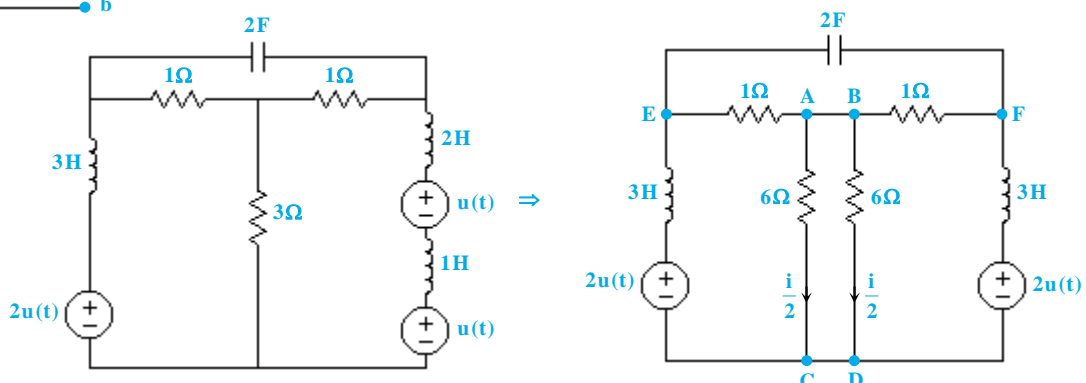 b
2F
1Ω 1Ω
3H
2H
3Ω
u(t)
1H
2u(t)
u(t)
⇒
2F
1Ω A B 1Ω
E F
3H 6Ω 6Ω 3H
2u(t) i/2 i/2 2u(t)
C D